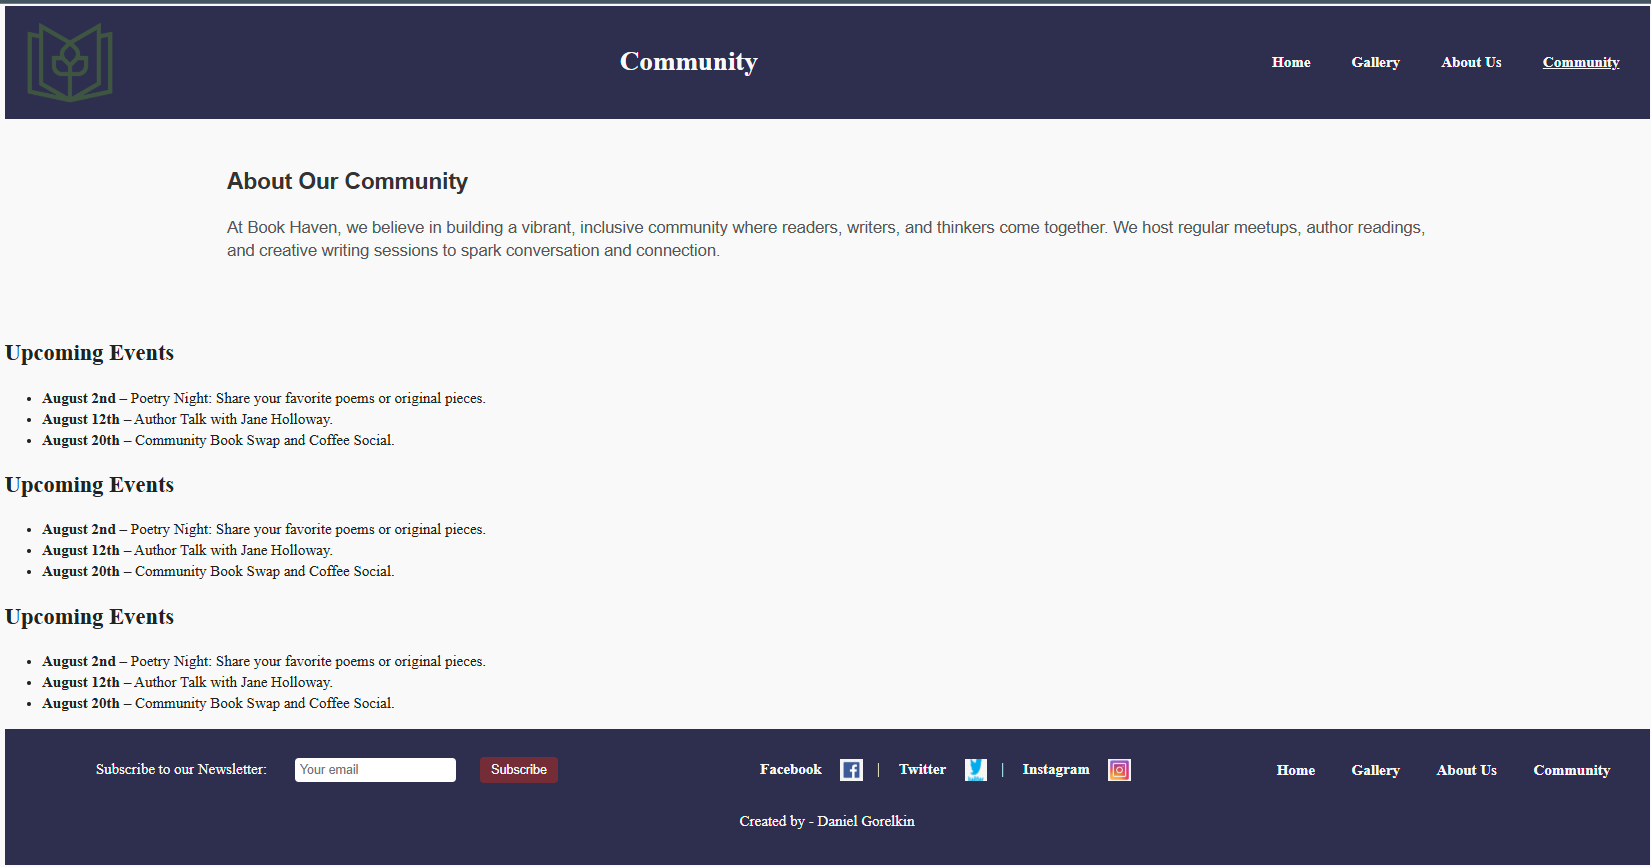 Community
Home Gallery About Us Community
About Our Community
At Book Haven, we believe in building a vibrant, inclusive community where readers, writers, and thinkers come together. We host regular meetups, author readings,
and creative writing sessions to spark conversation and connection.
Upcoming Events
• August 2nd – Poetry Night: Share your favorite poems or original pieces.
• August 12th – Author Talk with Jane Holloway.
• August 20th – Community Book Swap and Coffee Social.
Upcoming Events
• August 2nd – Poetry Night: Share your favorite poems or original pieces.
• August 12th – Author Talk with Jane Holloway.
• August 20th – Community Book Swap and Coffee Social.
Upcoming Events
• August 2nd – Poetry Night: Share your favorite poems or original pieces.
• August 12th – Author Talk with Jane Holloway.
• August 20th – Community Book Swap and Coffee Social.
Subscribe to our Newsletter: Your email Subscribe Facebook | Twitter | Instagram Home Gallery About Us Community
Created by - Daniel Gorelkin